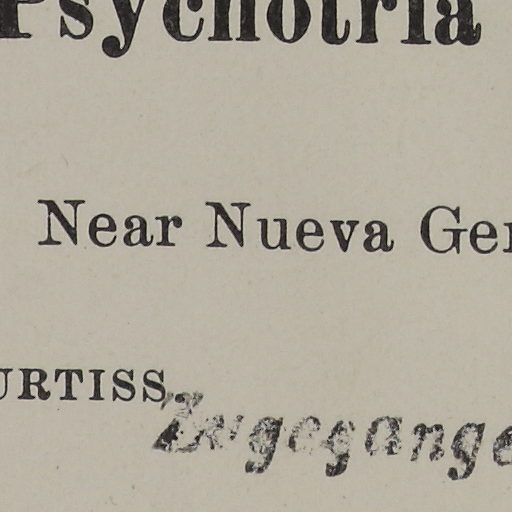 Psychotria
Near Nueva Ger
URTISS.
Zugegange